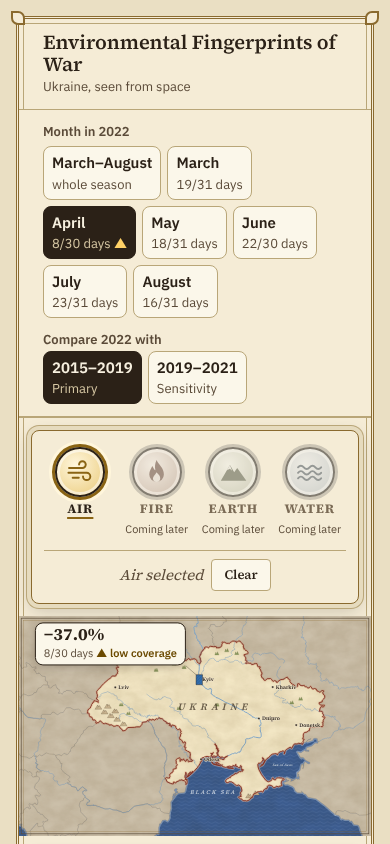 Environmental Fingerprints of
War
Ukraine, seen from space
Month in 2022
March–August
whole season
March
19/31 days
April
8/30 days ▲
May
18/31 days
June
22/30 days
July
23/31 days
August
16/31 days
Compare 2022 with
2015–2019
Primary
2019–2021
Sensitivity
AIR
FIRE
Coming later
EARTH
Coming later
WATER
Coming later
Air selected
Clear
−37.0%
8/30 days ▲ low coverage
Kyiv
Lviv
Kharkiv
UKRAINE
Dnipro
Donetsk
BLACK SEA